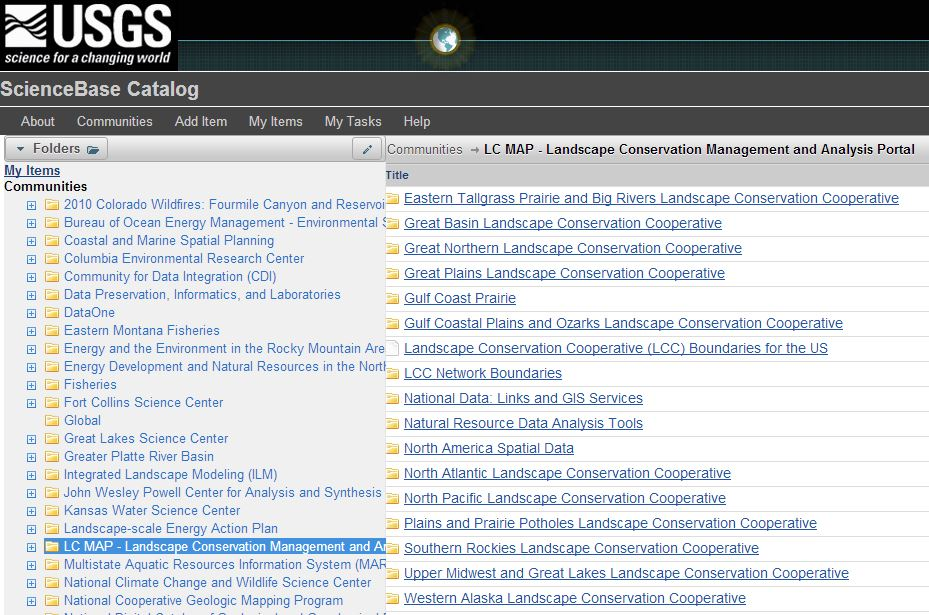 USGS
science for a changing world
ScienceBase Catalog
About Communities Add Item My Items My Tasks Help
Folders
My Items
Communities
2010 Colorado Wildfires: Fourmile Canyon and Reservoi
Bureau of Ocean Energy Management - Environmental S
Coastal and Marine Spatial Planning
Columbia Environmental Research Center
Community for Data Integration (CDI)
Data Preservation, Informatics, and Laboratories
DataOne
Eastern Montana Fisheries
Energy and the Environment in the Rocky Mountain Are
Energy Development and Natural Resources in the North
Fisheries
Fort Collins Science Center
Global
Great Lakes Science Center
Greater Platte River Basin
Integrated Landscape Modeling (ILM)
John Wesley Powell Center for Analysis and Synthesis
Kansas Water Science Center
Landscape-scale Energy Action Plan
LC MAP - Landscape Conservation Management and A
Multistate Aquatic Resources Information System (MAR
National Climate Change and Wildlife Science Center
National Cooperative Geologic Mapping Program
Communities → LC MAP - Landscape Conservation Management and Analysis Portal
Title
Eastern Tallgrass Prairie and Big Rivers Landscape Conservation Cooperative
Great Basin Landscape Conservation Cooperative
Great Northern Landscape Conservation Cooperative
Great Plains Landscape Conservation Cooperative
Gulf Coast Prairie
Gulf Coastal Plains and Ozarks Landscape Conservation Cooperative
Landscape Conservation Cooperative (LCC) Boundaries for the US
LCC Network Boundaries
National Data: Links and GIS Services
Natural Resource Data Analysis Tools
North America Spatial Data
North Atlantic Landscape Conservation Cooperative
North Pacific Landscape Conservation Cooperative
Plains and Prairie Potholes Landscape Conservation Cooperative
Southern Rockies Landscape Conservation Cooperative
Upper Midwest and Great Lakes Landscape Conservation Cooperative
Western Alaska Landscape Conservation Cooperative